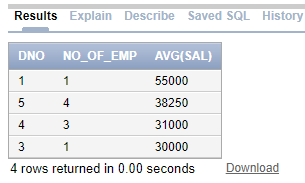 Results Explain Describe Saved SQL History
DNO NO_OF_EMP AVG(SAL)
1 1 55000
5 4 38250
4 3 31000
3 1 30000
4 rows returned in 0.00 seconds Download